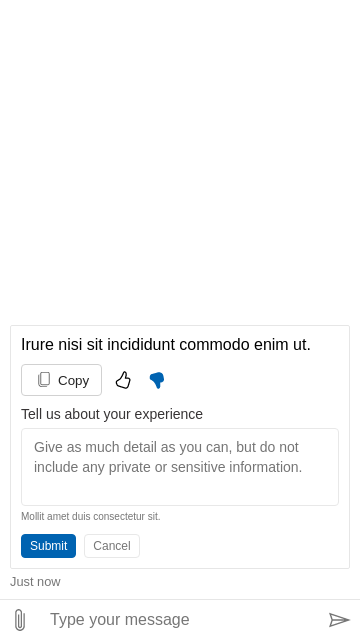 Irure nisi sit incididunt commodo enim ut.
Copy
Tell us about your experience
Give as much detail as you can, but do not
include any private or sensitive information.
Mollit amet duis consectetur sit.
Submit Cancel
Just now
Type your message